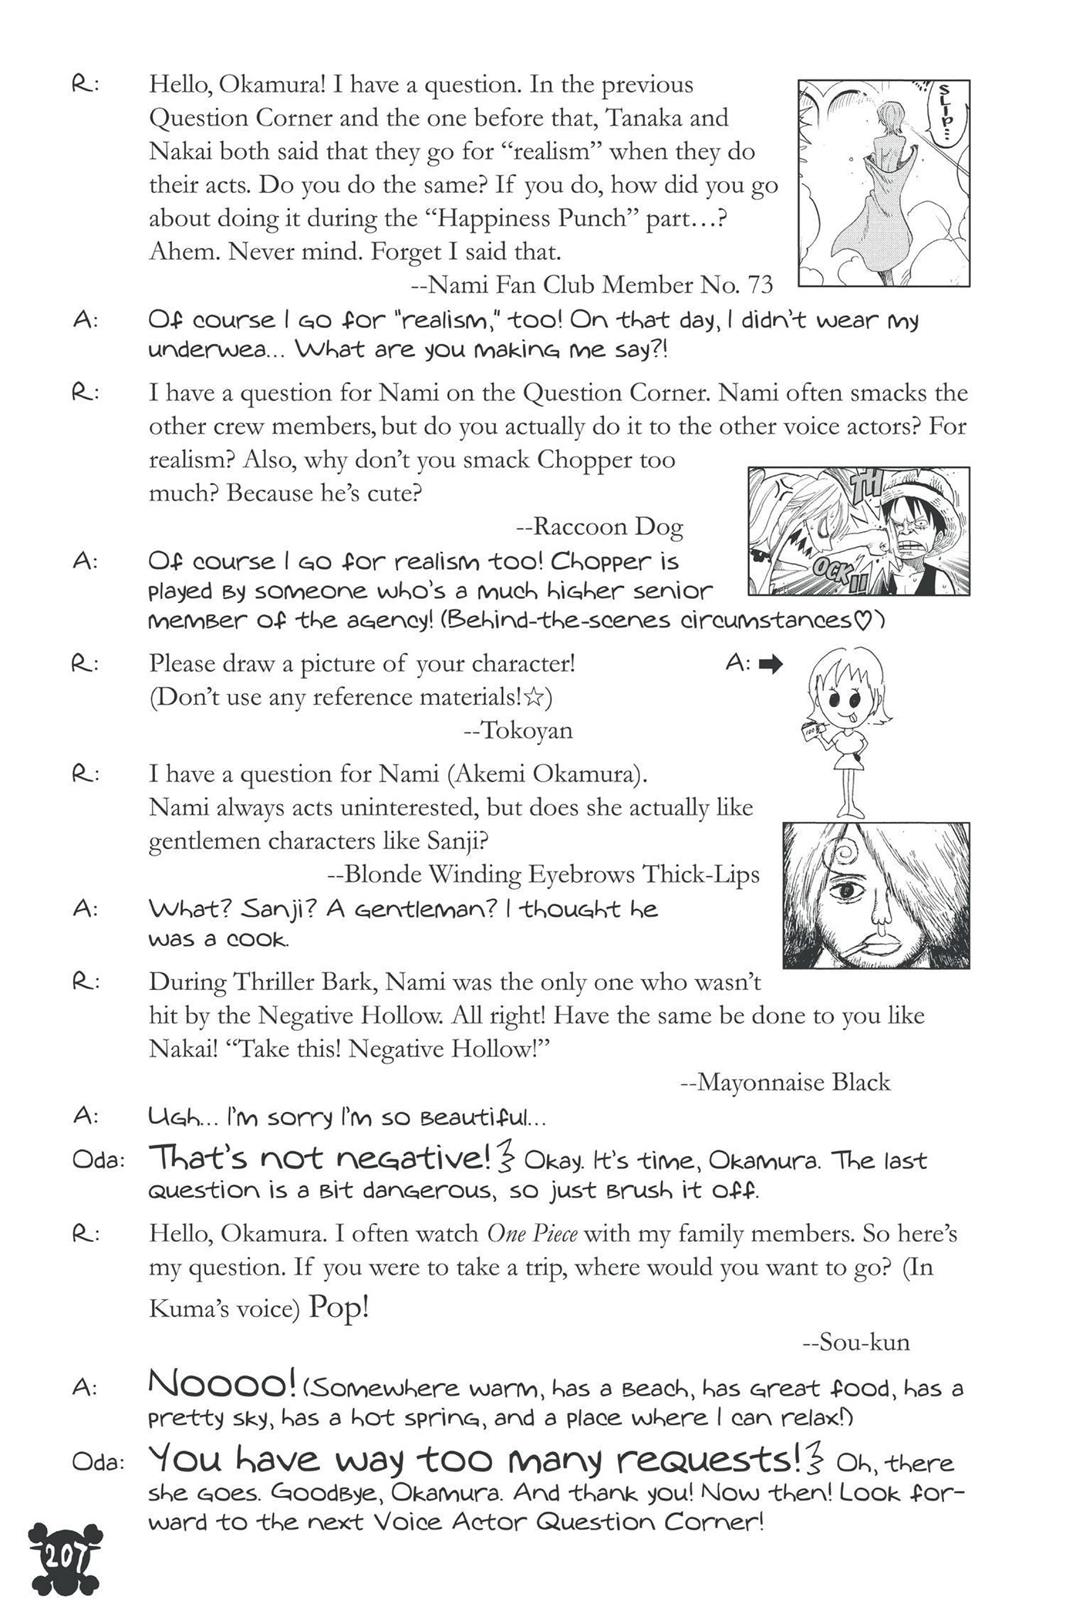 R: Hello, Okamura! I have a question. In the previous
Question Corner and the one before that, Tanaka and
Nakai both said that they go for “realism” when they do
their acts. Do you do the same? If you do, how did you go
about doing it during the “Happiness Punch” part…?
Ahem. Never mind. Forget I said that.
--Nami Fan Club Member No. 73
SLIP...
A: Of course I go for "realism," too! On that day, I didn't wear my
underwea... What are you making me say?!
R: I have a question for Nami on the Question Corner. Nami often smacks the
other crew members, but do you actually do it to the other voice actors? For
realism? Also, why don’t you smack Chopper too
much? Because he’s cute?
--Raccoon Dog
THOCK!!
A: Of course I go for realism too! Chopper is
played by someone who's a much higher senior
member of the agency! (Behind-the-scenes circumstances♡)
R: Please draw a picture of your character!
(Don’t use any reference materials!☆)
--Tokoyan
A: ➡
R: I have a question for Nami (Akemi Okamura).
Nami always acts uninterested, but does she actually like
gentlemen characters like Sanji?
--Blonde Winding Eyebrows Thick-Lips
A: What? Sanji? A gentleman? I thought he
was a cook.
R: During Thriller Bark, Nami was the only one who wasn’t
hit by the Negative Hollow. All right! Have the same be done to you like
Nakai! “Take this! Negative Hollow!”
--Mayonnaise Black
A: Ugh... I'm sorry I'm so beautiful...
Oda: That's not negative! Okay. It's time, Okamura. The last
question is a bit dangerous, so just brush it off.
R: Hello, Okamura. I often watch One Piece with my family members. So here’s
my question. If you were to take a trip, where would you want to go? (In
Kuma’s voice) Pop!
--Sou-kun
A: Noooo! (Somewhere warm, has a beach, has great food, has a
pretty sky, has a hot spring, and a place where I can relax!)
Oda: You have way too many requests! Oh, there
she goes. Goodbye, Okamura. And thank you! Now then! Look for-
ward to the next Voice Actor Question Corner!
207